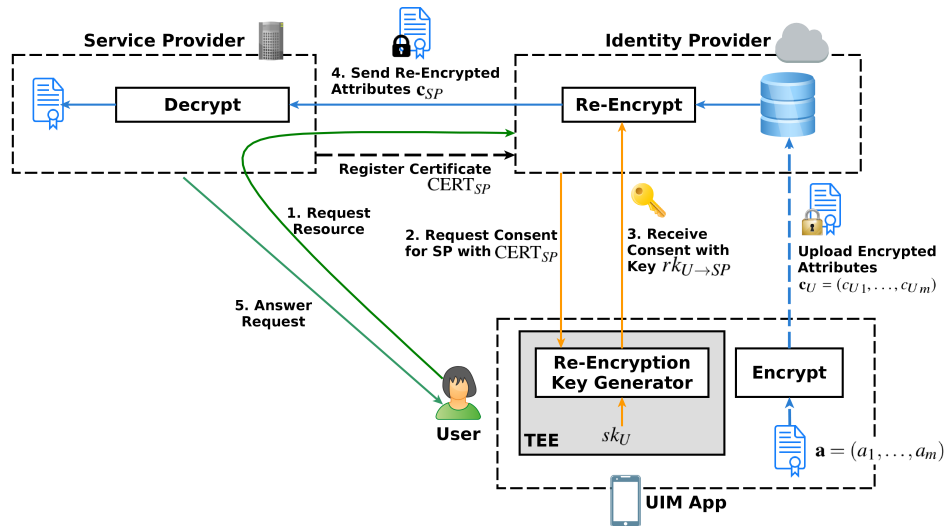 Service Provider
Identity Provider
4. Send Re-Encrypted
Attributes c_SP
Decrypt
Re-Encrypt
Register Certificate
CERT_SP
1. Request
Resource
2. Request Consent
for SP with CERT_SP
3. Receive
Consent with
Key rk_U→SP
Upload Encrypted
Attributes
c_U = (c_U1, . . . , c_Um)
5. Answer
Request
Re-Encryption
Key Generator
Encrypt
User
TEE
sk_U
a = (a_1, . . . , a_m)
UIM App